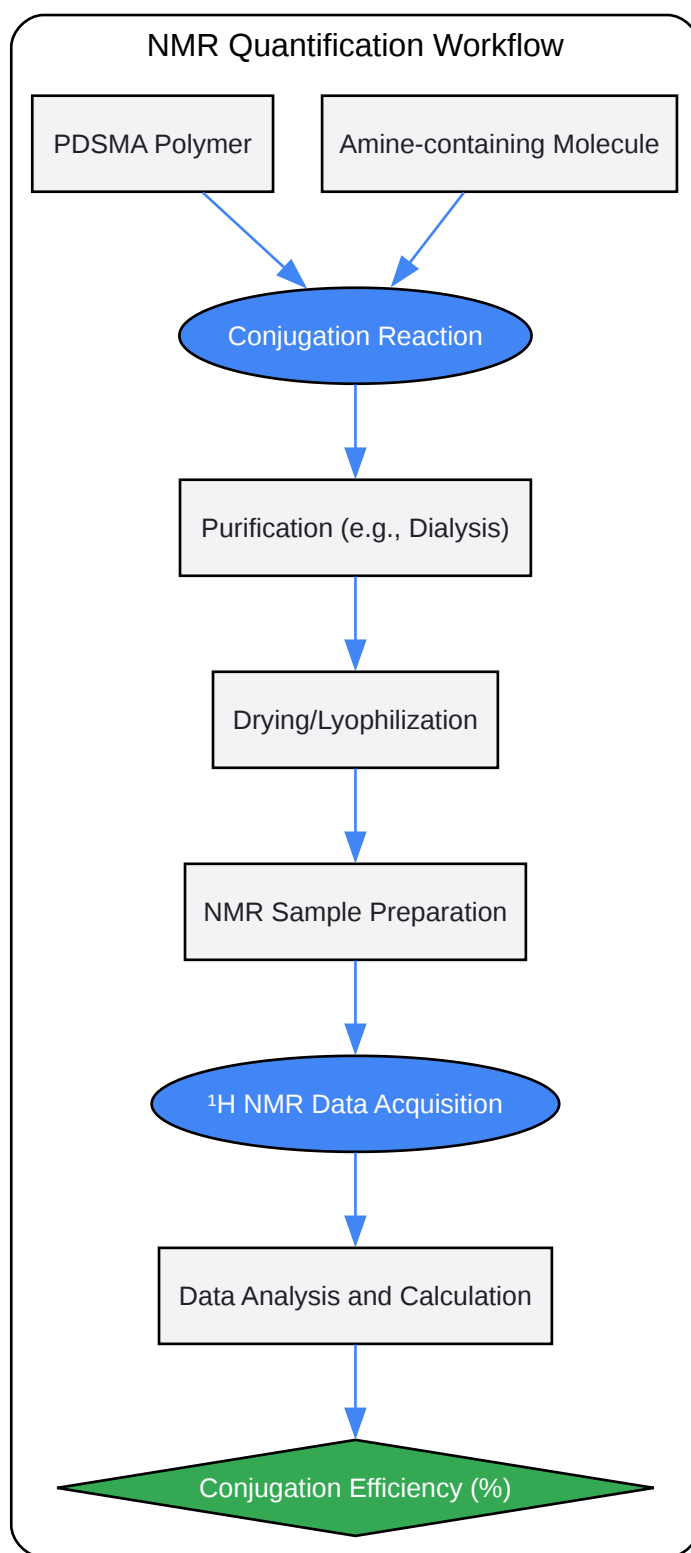 NMR Quantification Workflow
PDSMA Polymer
Amine-containing Molecule
Conjugation Reaction
Purification (e.g., Dialysis)
Drying/Lyophilization
NMR Sample Preparation
¹H NMR Data Acquisition
Data Analysis and Calculation
Conjugation Efficiency (%)